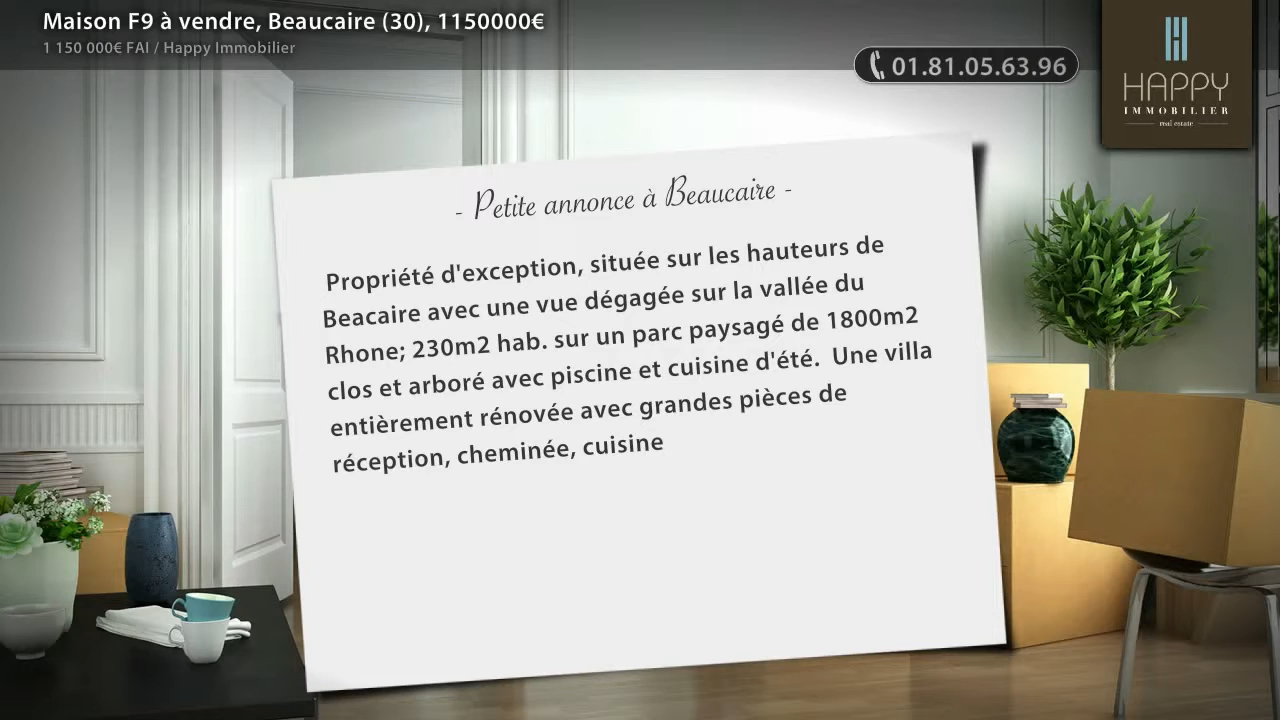 Maison F9 à vendre, Beaucaire (30), 1150000€
1 150 000€ FAI / Happy Immobilier
01.81.05.63.96
HAPPY
IMMOBILIER
real estate
- Petite annonce à Beaucaire -
Propriété d'exception, située sur les hauteurs de
Beacaire avec une vue dégagée sur la vallée du
Rhone; 230m2 hab. sur un parc paysagé de 1800m2
clos et arboré avec piscine et cuisine d'été.  Une villa
entièrement rénovée avec grandes pièces de
réception, cheminée, cuisine